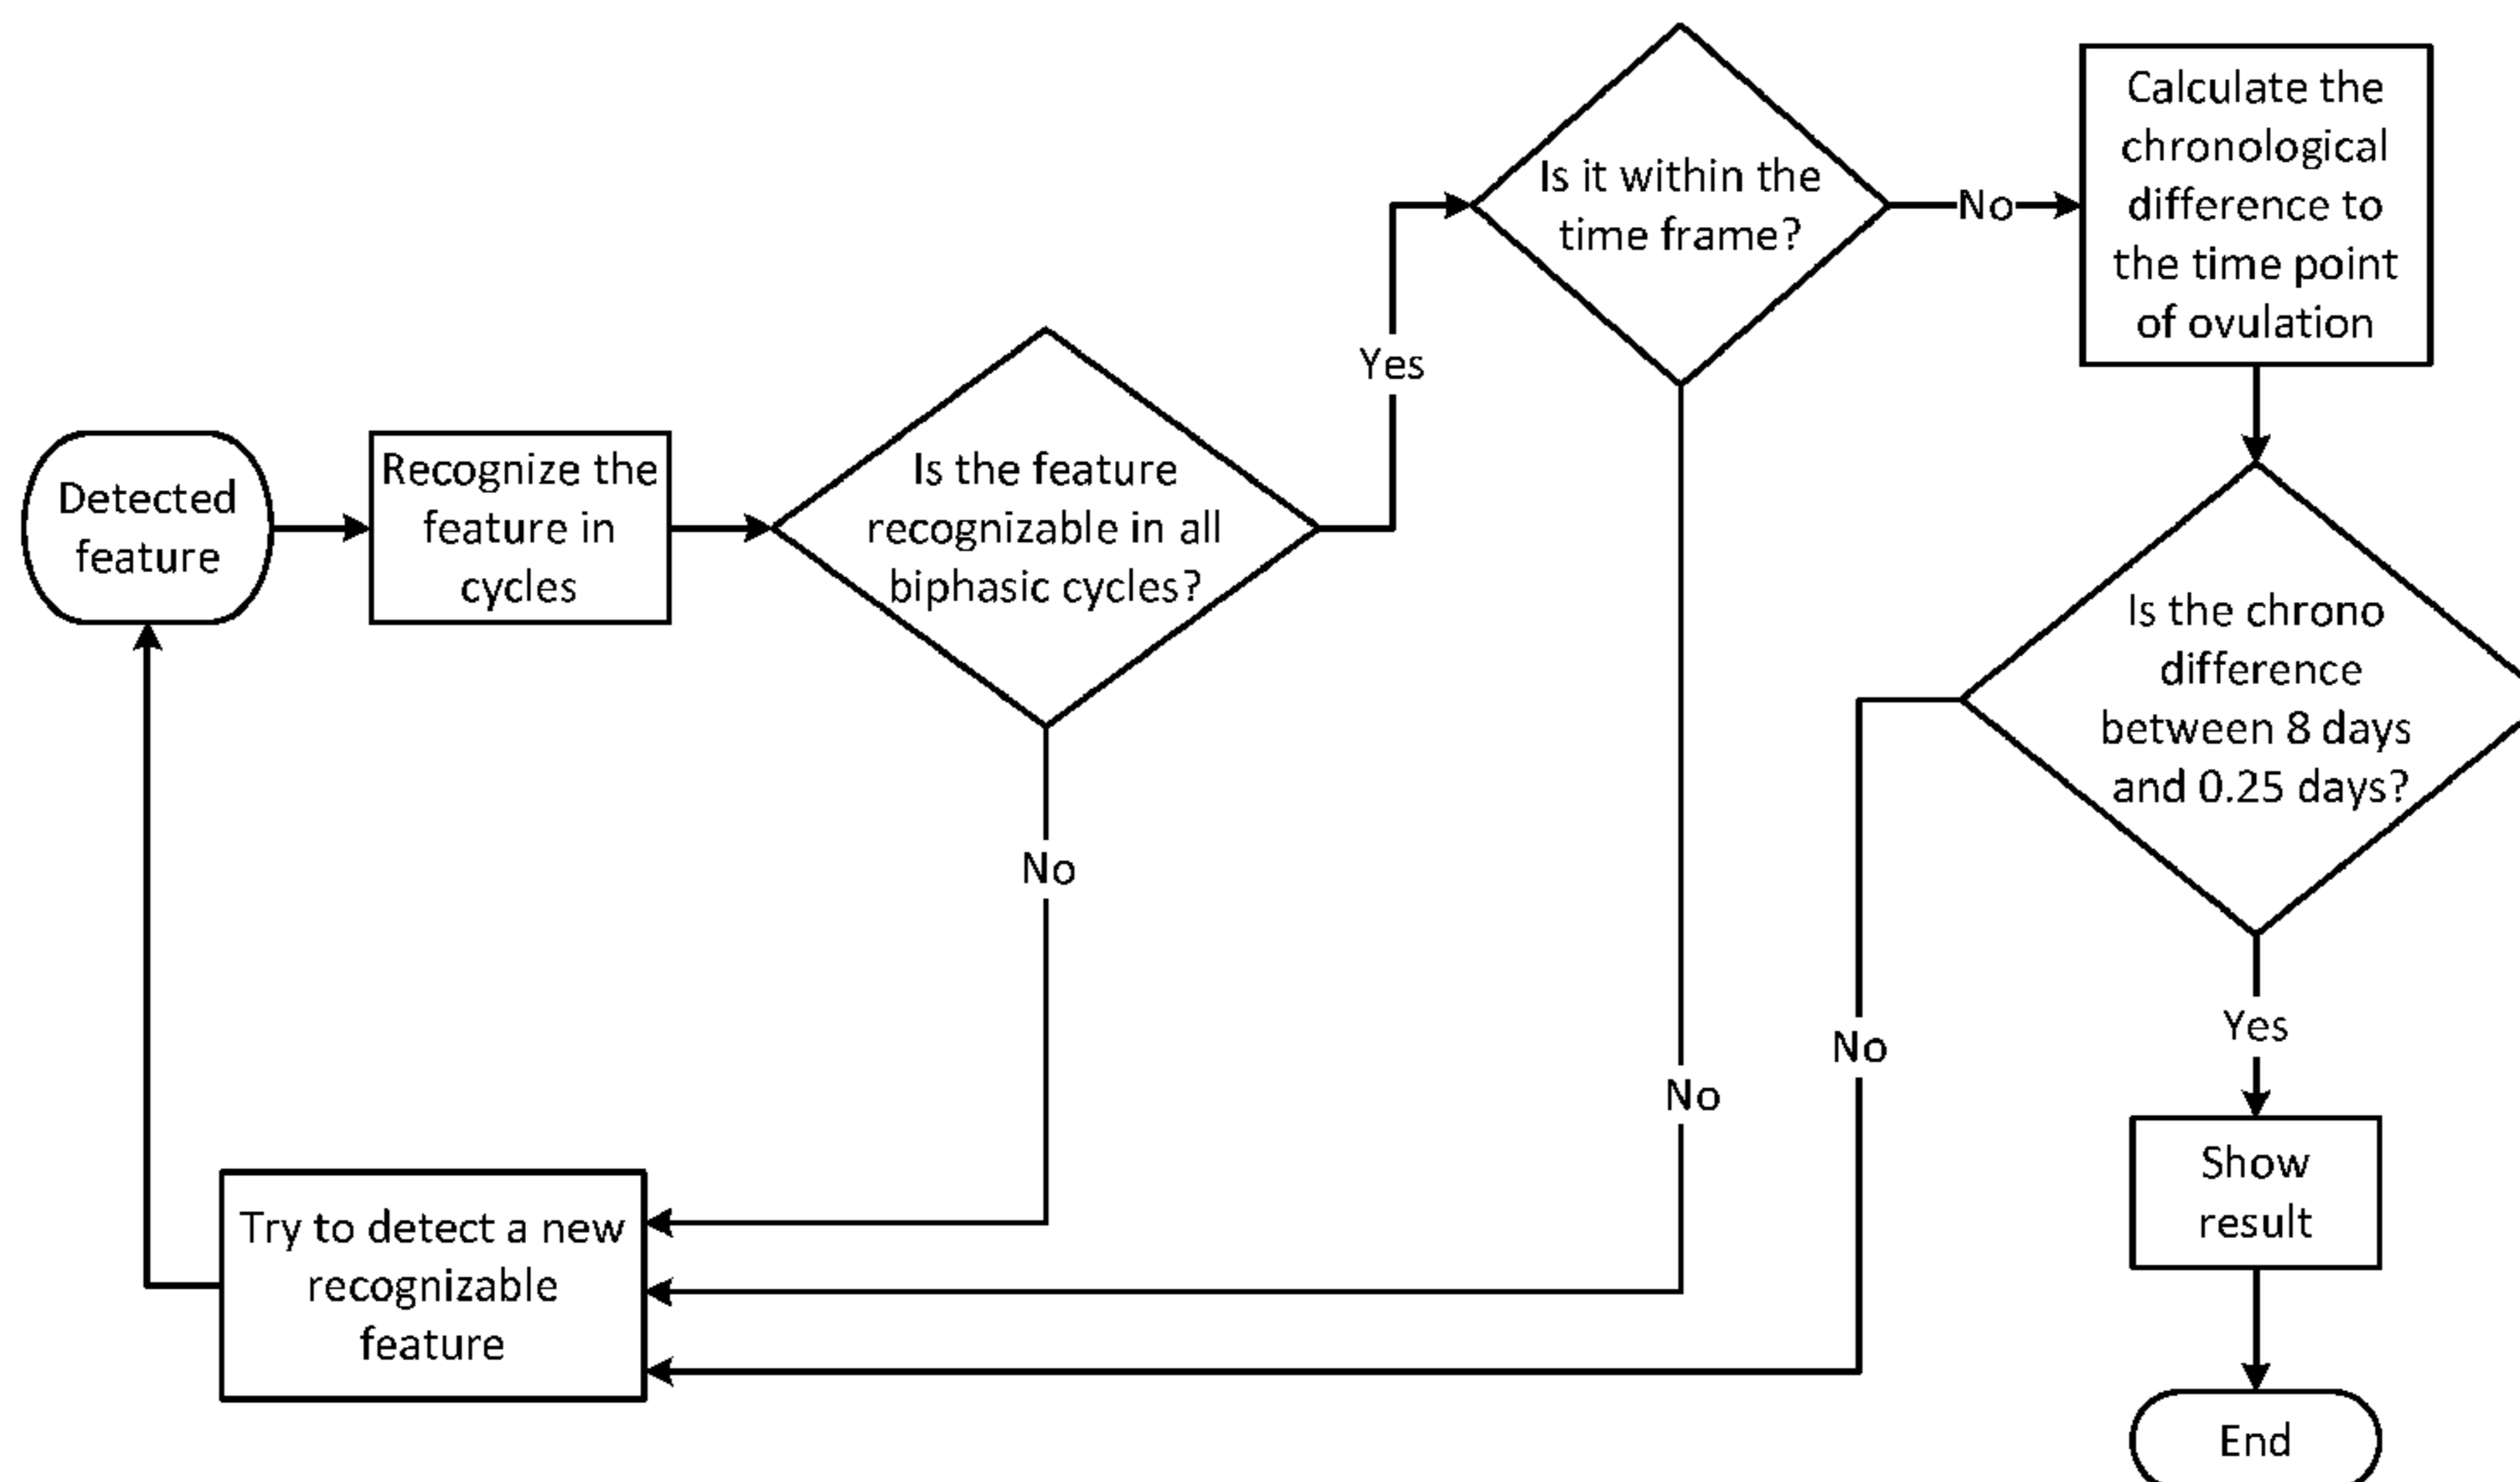 Detected
feature
Recognize the
feature in
cycles
Is the feature
recognizable in all
biphasic cycles?
Yes
Is it within the
time frame?
No
Calculate the
chronological
difference to
the time point
of ovulation
Is the chrono
difference
between 8 days
and 0.25 days?
No
No
No
Yes
Show
result
Try to detect a new
recognizable
feature
End